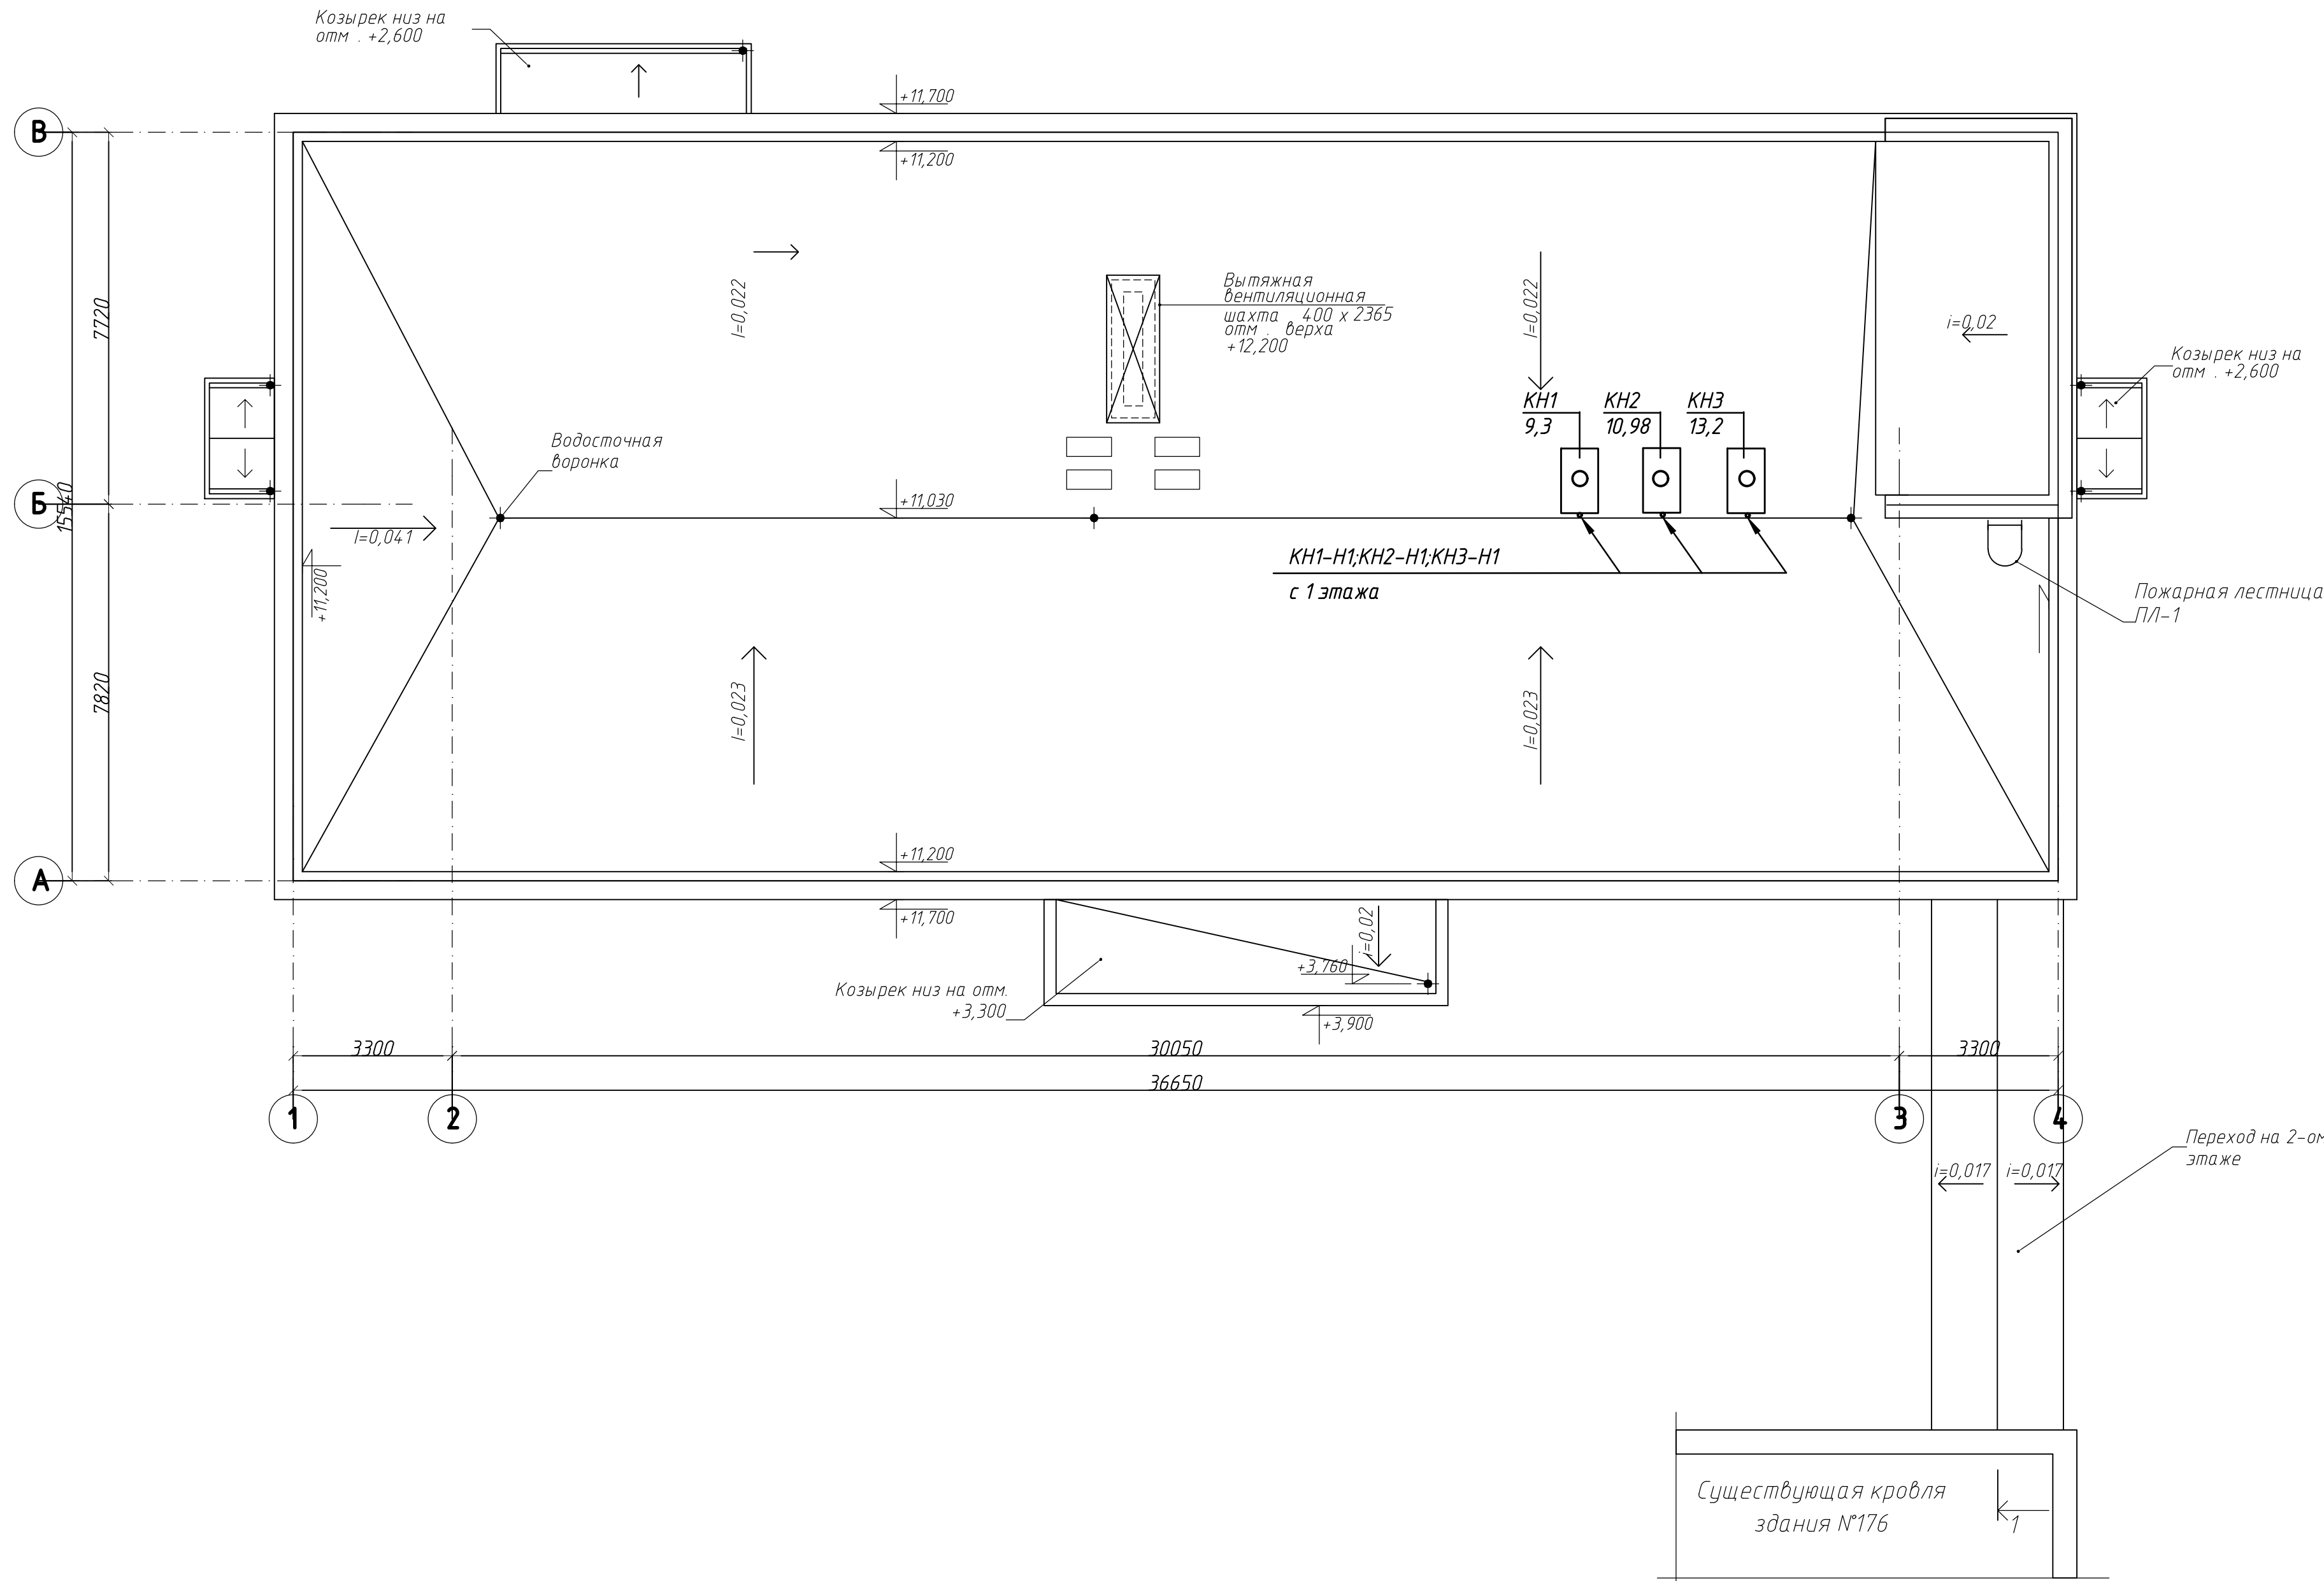 Козырек низ на
отм . +2,600
+11,700
В
+11,200
7720
I=0,022
Вытяжная
вентиляционная
шахта 400 х 2365
отм . верха
+12,200
I=0,022
i=0,02
Козырек низ на
отм . +2,600
КН1
9,3
КН2
10,98
КН3
13,2
Водосточная
воронка
Б
15540
+11,030
I=0,041
+11,200
КН1-Н1;КН2-Н1;КН3-Н1
с 1 этажа
Пожарная лестница
ПЛ-1
7820
I=0,023
I=0,023
+11,200
А
+11,700
i=0,02
+3,760
Козырек низ на отм.
+3,300
+3,900
3300
30050
3300
36650
1
2
3
4
Переход на 2-ом
этаже
i=0,017
i=0,017
Существующая кровля
здания №176
1